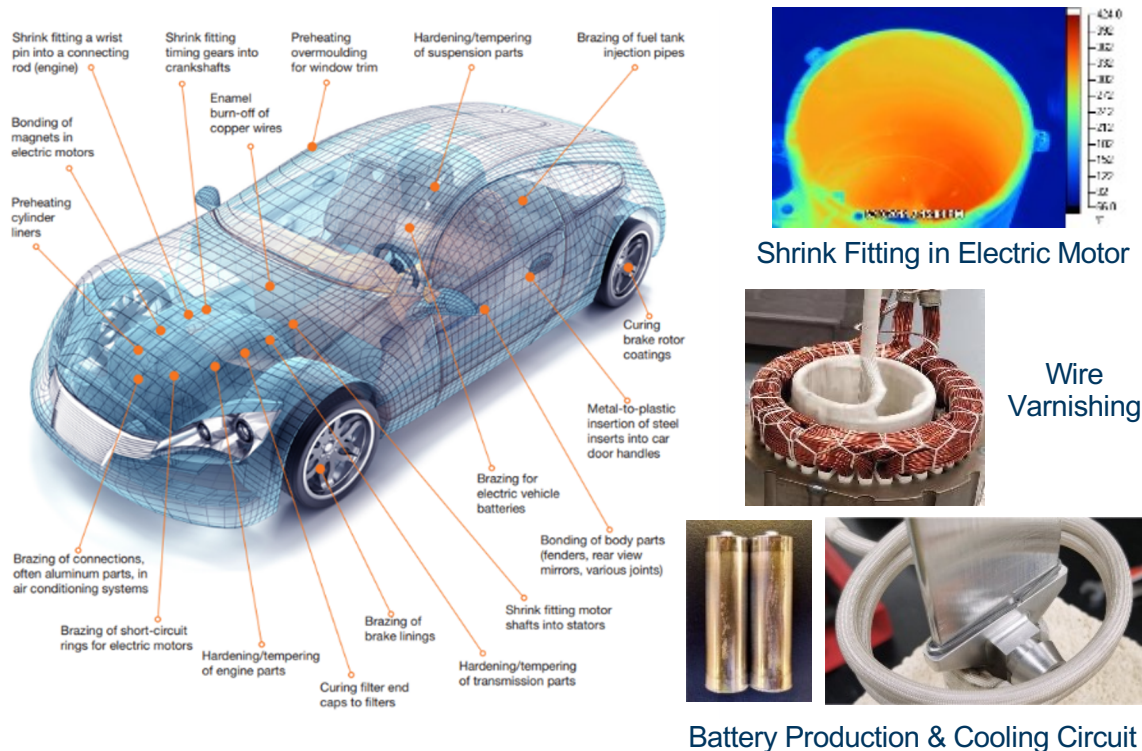 Shrink fitting a wrist
pin into a connecting
rod (engine)
Shrink fitting
timing gears into
crankshafts
Preheating
overmoulding
for window trim
Hardening/tempering
of suspension parts
Brazing of fuel tank
injection pipes
Enamel
burn-off of
copper wires
Bonding of
magnets in
electric motors
Preheating
cylinder
liners
Curing
brake rotor
coatings
Metal-to-plastic
insertion of steel
inserts into car
door handles
Brazing for
electric vehicle
batteries
Bonding of body parts
(fenders, rear view
mirrors, various joints)
Brazing of connections,
often aluminum parts, in
air conditioning systems
Shrink fitting motor
shafts into stators
Brazing of short-circuit
rings for electric motors
Brazing of
brake linings
Hardening/tempering
of engine parts
Hardening/tempering
of transmission parts
Curing filter end
caps to filters
424.0
392
212
152
122
Shrink Fitting in Electric Motor
Wire
Varnishing
Battery Production & Cooling Circuit